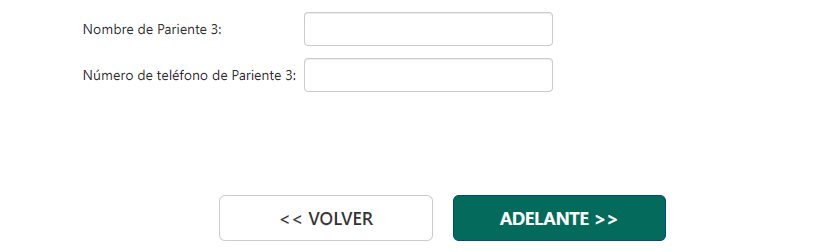 Nombre de Pariente 3:
Número de teléfono de Pariente 3:
<< VOLVER
ADELANTE >>